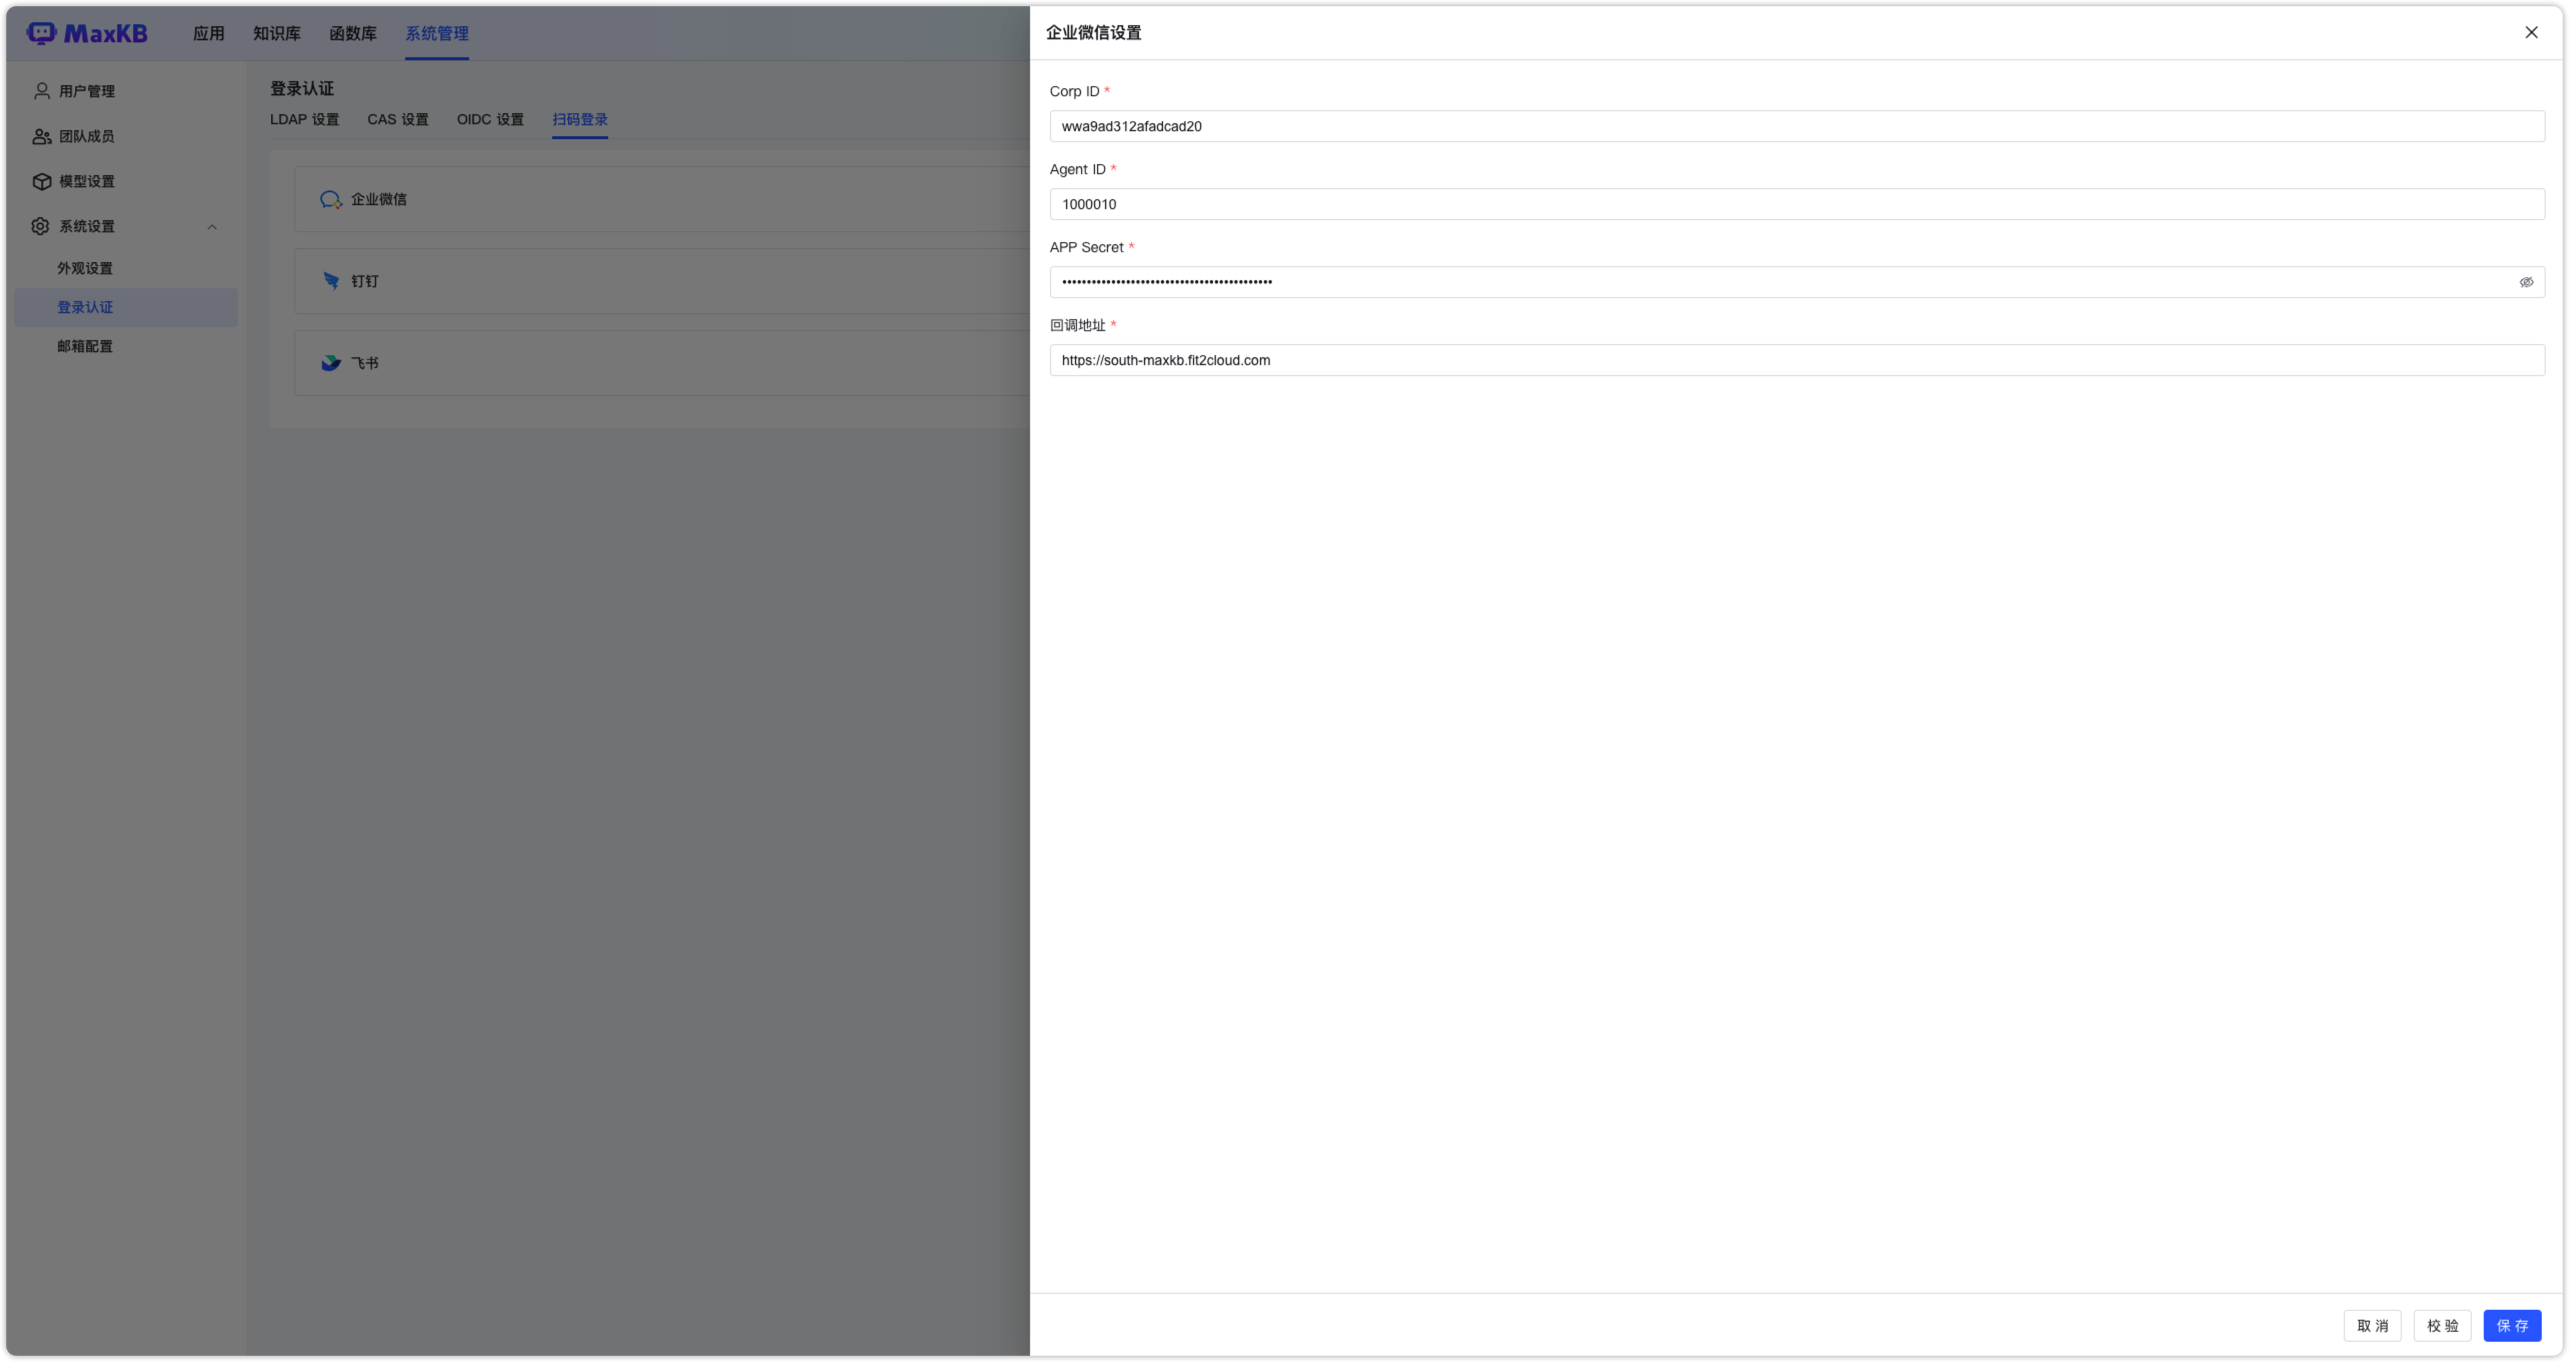 MaxKB 应用 知识库 函数库 系统管理
用户管理
团队成员
模型设置
系统设置
外观设置
登录认证
邮箱配置
登录认证
LDAP 设置 CAS 设置 OIDC 设置 扫码登录
企业微信
钉钉
飞书
企业微信设置
Corp ID *
wwa9ad312afadcad20
Agent ID *
1000010
APP Secret *
回调地址 *
https://south-maxkb.fit2cloud.com
取消 校验 保存